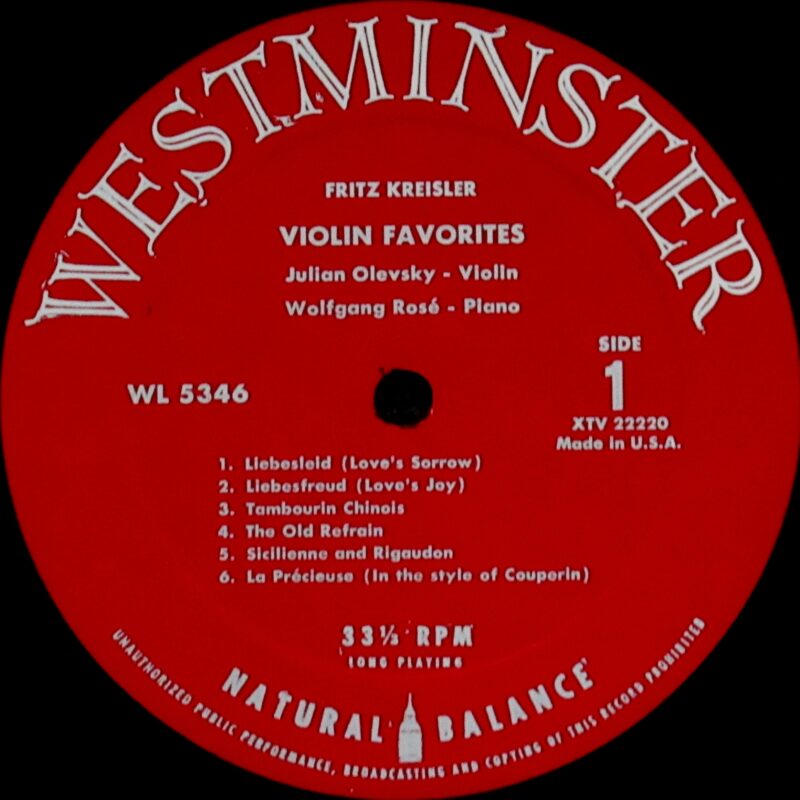 WESTMINSTER
FRITZ KREISLER
VIOLIN FAVORITES
Julian Olevsky - Violin
Wolfgang Rosé - Piano
SIDE
1
WL 5346
XTV 22220
Made in U.S.A.
1. Liebesleid (Love's Sorrow)
2. Liebesfreud (Love's Joy)
3. Tambourin Chinois
4. The Old Refrain
5. Sicilienne and Rigaudon
6. La Précieuse (In the style of Couperin)
33⅓ RPM
LONG PLAYING
NATURAL BALANCE
UNAUTHORIZED PUBLIC PERFORMANCE, BROADCASTING AND COPYING OF THIS RECORD PROHIBITED